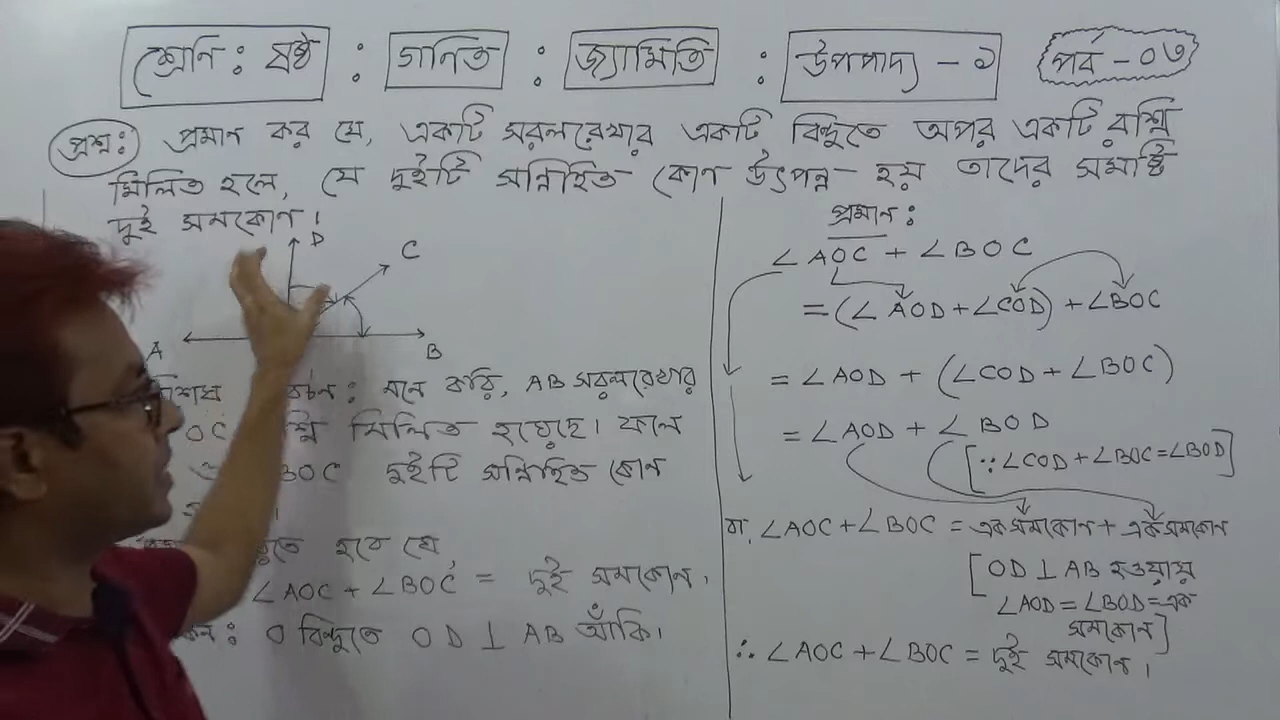 শ্রেণি : ষষ্ঠ : গনিত : জ্যামিতি : উপপাদ্য - ১ পর্ব - ০৩
প্রশ্ন: প্রমান কর যে, একটি সরলরেখার একটি বিন্দুতে অপর একটি রশ্মি
মিলিত হলে, যে দুইটি সন্নিহিত কোণ উৎপন্ন হয় তাদের সমষ্টি
দুই সমকোণ।
D
C
A
B
মনে করি, AB সরলরেখার
OC মিলিত হয়েছে। ফলে
BOC দুইটি সন্নিহিত কোন
হবে যে,
∠AOC + ∠BOC = দুই সমকোন।
O বিন্দুতে OD ⊥ AB আঁকি।
প্রমান :
∠AOC + ∠BOC
= (∠AOD + ∠COD) + ∠BOC
= ∠AOD + (∠COD + ∠BOC)
= ∠AOD + ∠BOD
[∵ ∠COD + ∠BOC = ∠BOD]
বা, ∠AOC + ∠BOC = এক সমকোন + এক সমকোন
[OD ⊥ AB হওয়ায়
∠AOD = ∠BOD = এক
সমকোন]
∴ ∠AOC + ∠BOC = দুই সমকোন।